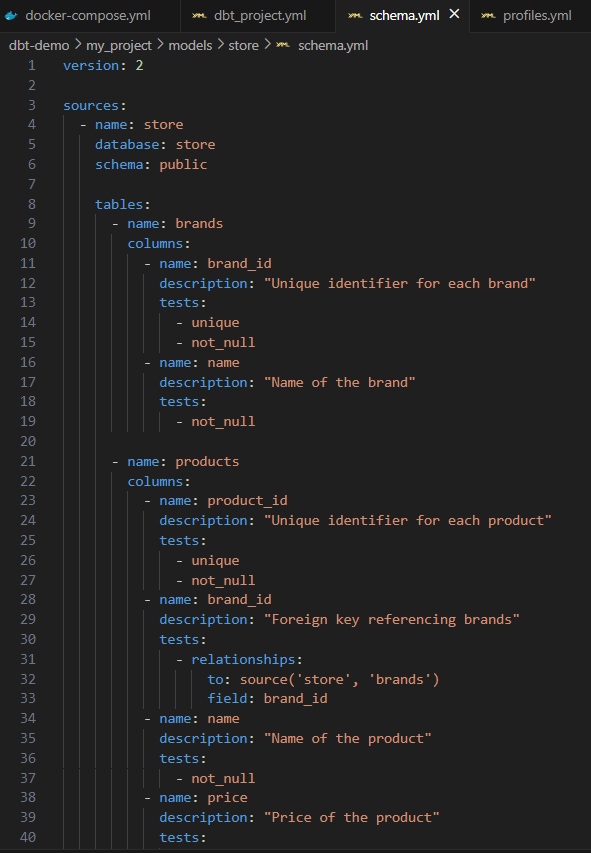 docker-compose.yml dbt_project.yml schema.yml profiles.yml
dbt-demo > my_project > models > store > schema.yml
1 version: 2
2
3 sources:
4 - name: store
5 database: store
6 schema: public
7
8 tables:
9 - name: brands
10 columns:
11 - name: brand_id
12 description: "Unique identifier for each brand"
13 tests:
14 - unique
15 - not_null
16 - name: name
17 description: "Name of the brand"
18 tests:
19 - not_null
20
21 - name: products
22 columns:
23 - name: product_id
24 description: "Unique identifier for each product"
25 tests:
26 - unique
27 - not_null
28 - name: brand_id
29 description: "Foreign key referencing brands"
30 tests:
31 - relationships:
32 to: source('store', 'brands')
33 field: brand_id
34 - name: name
35 description: "Name of the product"
36 tests:
37 - not_null
38 - name: price
39 description: "Price of the product"
40 tests: